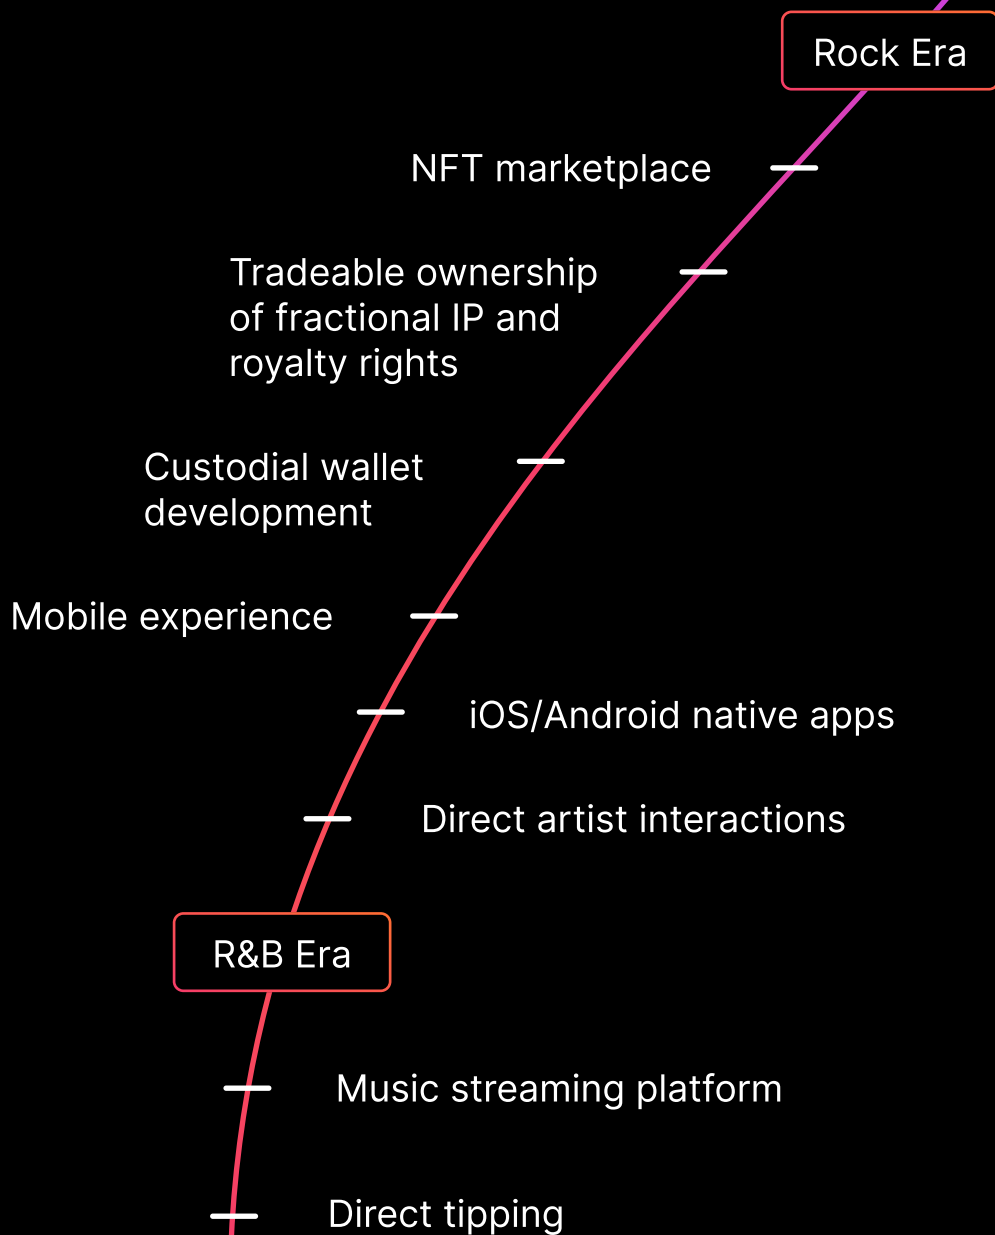 Rock Era
NFT marketplace
Tradeable ownership
of fractional IP and
royalty rights
Custodial wallet
development
Mobile experience
iOS/Android native apps
Direct artist interactions
R&B Era
Music streaming platform
Direct tipping